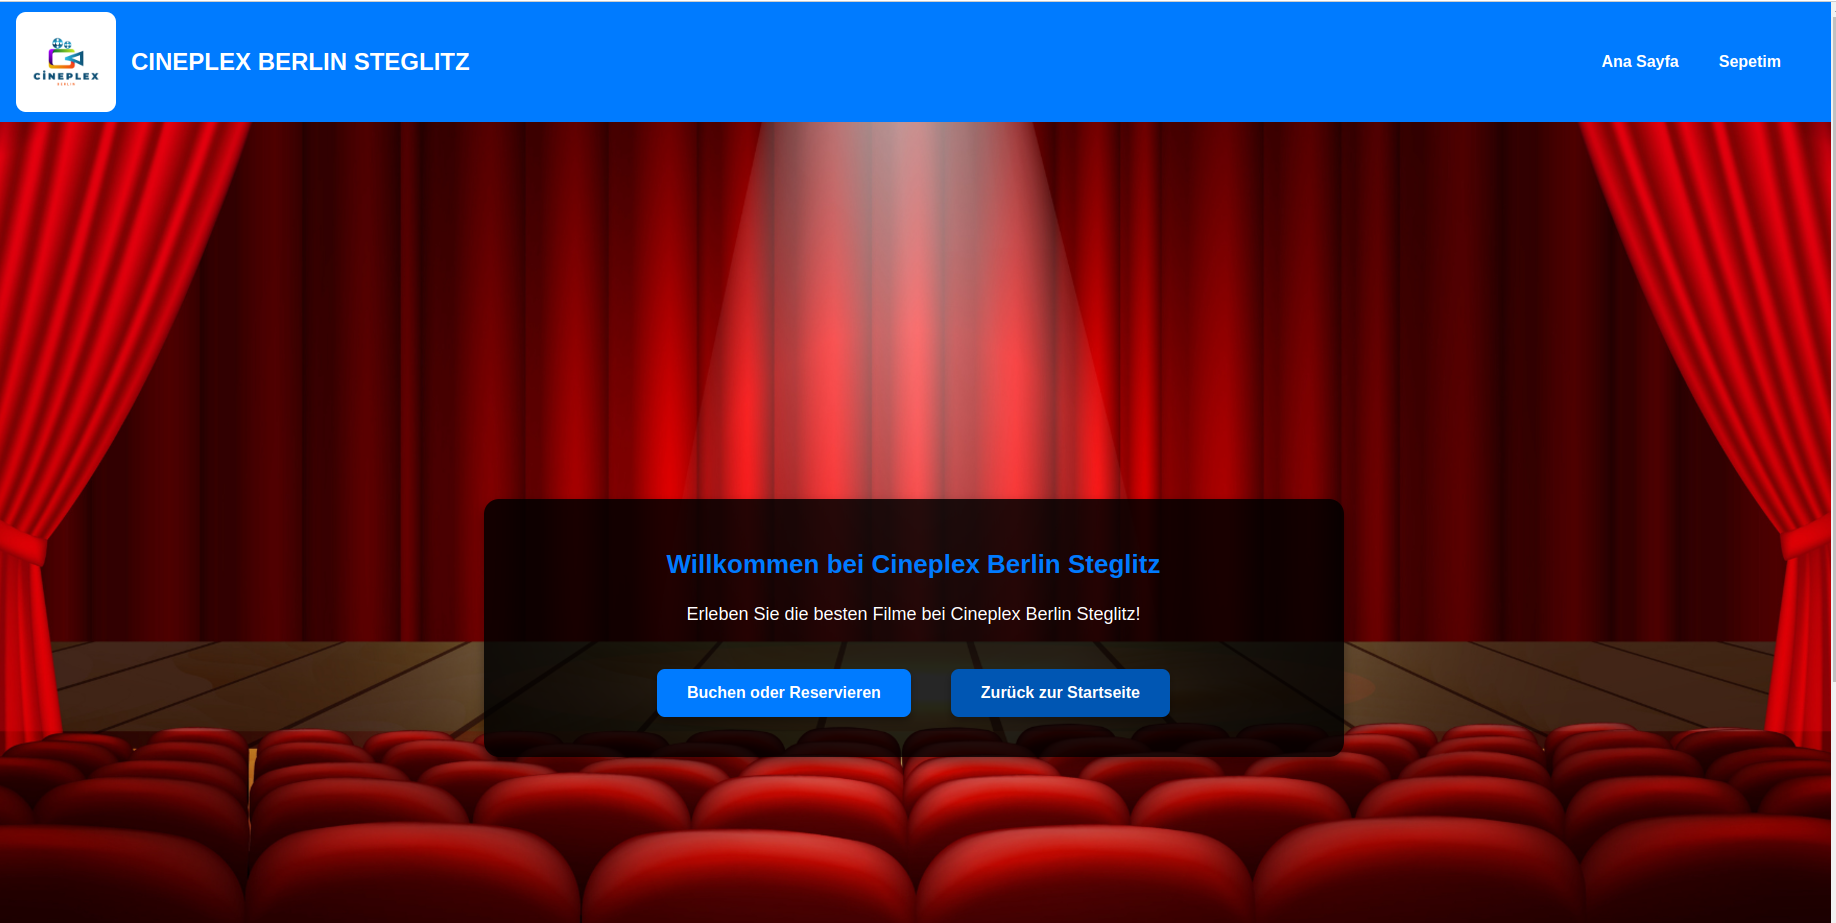 CINEPLEX
BERLIN
CINEPLEX BERLIN STEGLITZ
Ana Sayfa
Sepetim
Willkommen bei Cineplex Berlin Steglitz
Erleben Sie die besten Filme bei Cineplex Berlin Steglitz!
Buchen oder Reservieren
Zurück zur Startseite